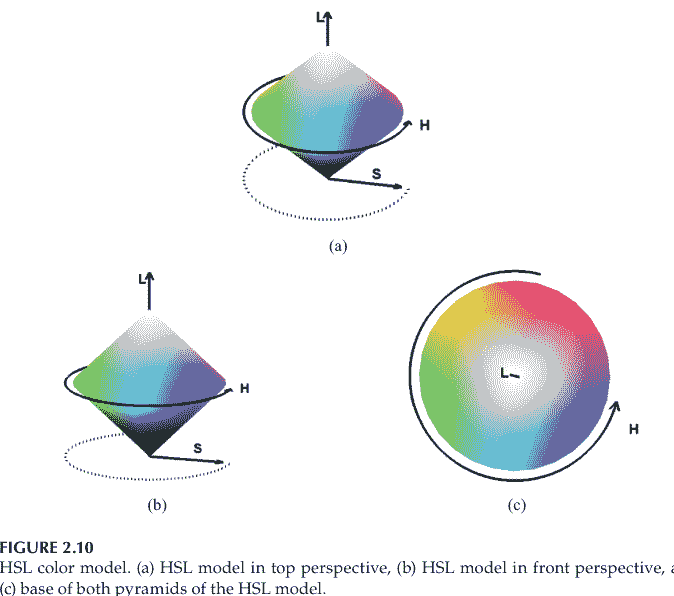 L
H
S
(a)
L
H
S
L
H
(b)
(c)
FIGURE 2.10
HSL color model. (a) HSL model in top perspective, (b) HSL model in front perspective, a
(c) base of both pyramids of the HSL model.